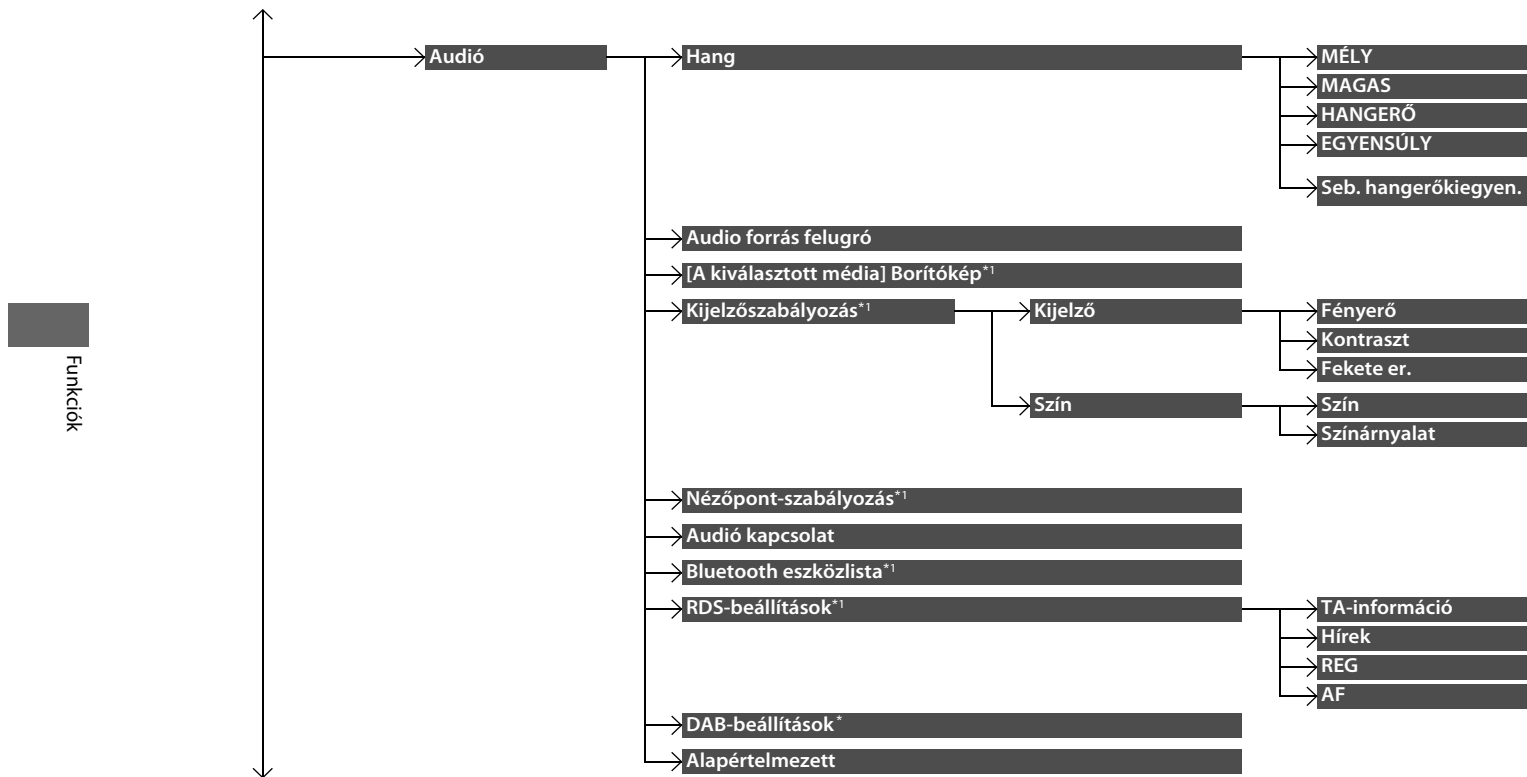 Audió
Hang
MÉLY
MAGAS
HANGERŐ
EGYENSÚLY
Seb. hangerőkiegyen.
Audio forrás felugró
[A kiválasztott média] Borítókép*1
Kijelzőszabályozás*1
Kijelző
Fényerő
Kontraszt
Fekete er.
Szín
Szín
Színárnyalat
Nézőpont-szabályozás*1
Audió kapcsolat
Bluetooth eszközlista*1
RDS-beállítások*1
TA-információ
Hírek
REG
AF
DAB-beállítások*
Alapértelmezett
Funkciók